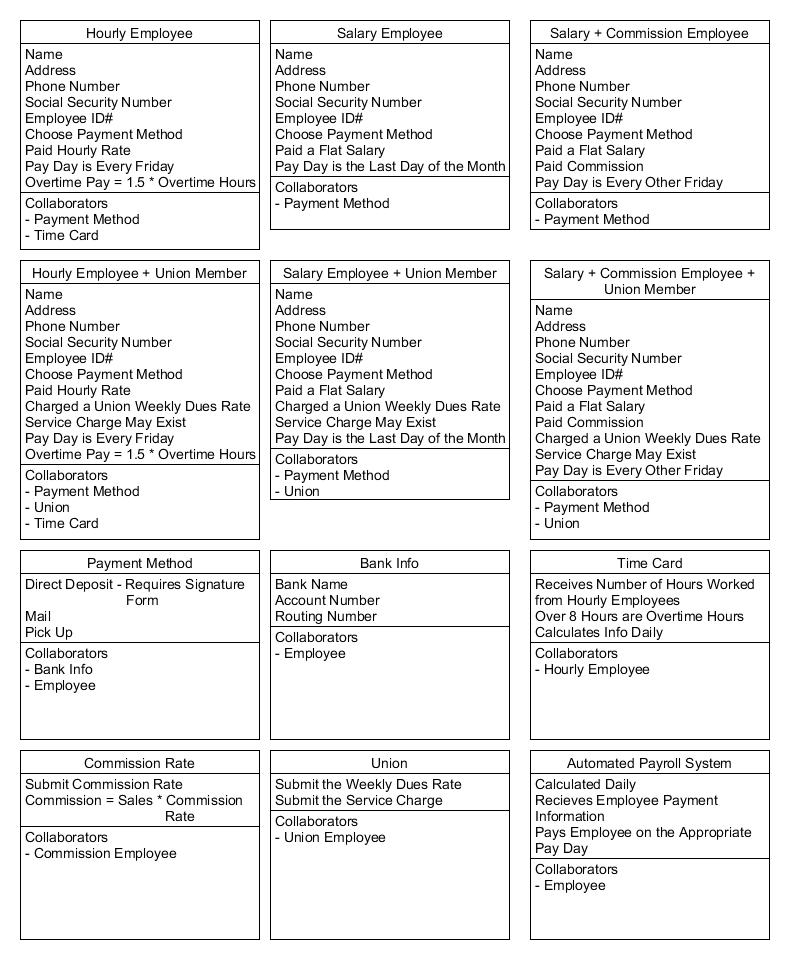 Hourly Employee
Name
Address
Phone Number
Social Security Number
Employee ID#
Choose Payment Method
Paid Hourly Rate
Pay Day is Every Friday
Overtime Pay = 1.5 * Overtime Hours
Collaborators
- Payment Method
- Time Card
Salary Employee
Name
Address
Phone Number
Social Security Number
Employee ID#
Choose Payment Method
Paid a Flat Salary
Pay Day is the Last Day of the Month
Collaborators
- Payment Method
Salary + Commission Employee
Name
Address
Phone Number
Social Security Number
Employee ID#
Choose Payment Method
Paid a Flat Salary
Paid Commission
Pay Day is Every Other Friday
Collaborators
- Payment Method
Hourly Employee + Union Member
Name
Address
Phone Number
Social Security Number
Employee ID#
Choose Payment Method
Paid Hourly Rate
Charged a Union Weekly Dues Rate
Service Charge May Exist
Pay Day is Every Friday
Overtime Pay = 1.5 * Overtime Hours
Collaborators
- Payment Method
- Union
- Time Card
Salary Employee + Union Member
Name
Address
Phone Number
Social Security Number
Employee ID#
Choose Payment Method
Paid a Flat Salary
Charged a Union Weekly Dues Rate
Service Charge May Exist
Pay Day is the Last Day of the Month
Collaborators
- Payment Method
- Union
Salary + Commission Employee +
Union Member
Name
Address
Phone Number
Social Security Number
Employee ID#
Choose Payment Method
Paid a Flat Salary
Paid Commission
Charged a Union Weekly Dues Rate
Service Charge May Exist
Pay Day is Every Other Friday
Collaborators
- Payment Method
- Union
Payment Method
Direct Deposit - Requires Signature
Form
Mail
Pick Up
Collaborators
- Bank Info
- Employee
Bank Info
Bank Name
Account Number
Routing Number
Collaborators
- Employee
Time Card
Receives Number of Hours Worked
from Hourly Employees
Over 8 Hours are Overtime Hours
Calculates Info Daily
Collaborators
- Hourly Employee
Commission Rate
Submit Commission Rate
Commission = Sales * Commission
Rate
Collaborators
- Commission Employee
Union
Submit the Weekly Dues Rate
Submit the Service Charge
Collaborators
- Union Employee
Automated Payroll System
Calculated Daily
Recieves Employee Payment
Information
Pays Employee on the Appropriate
Pay Day
Collaborators
- Employee